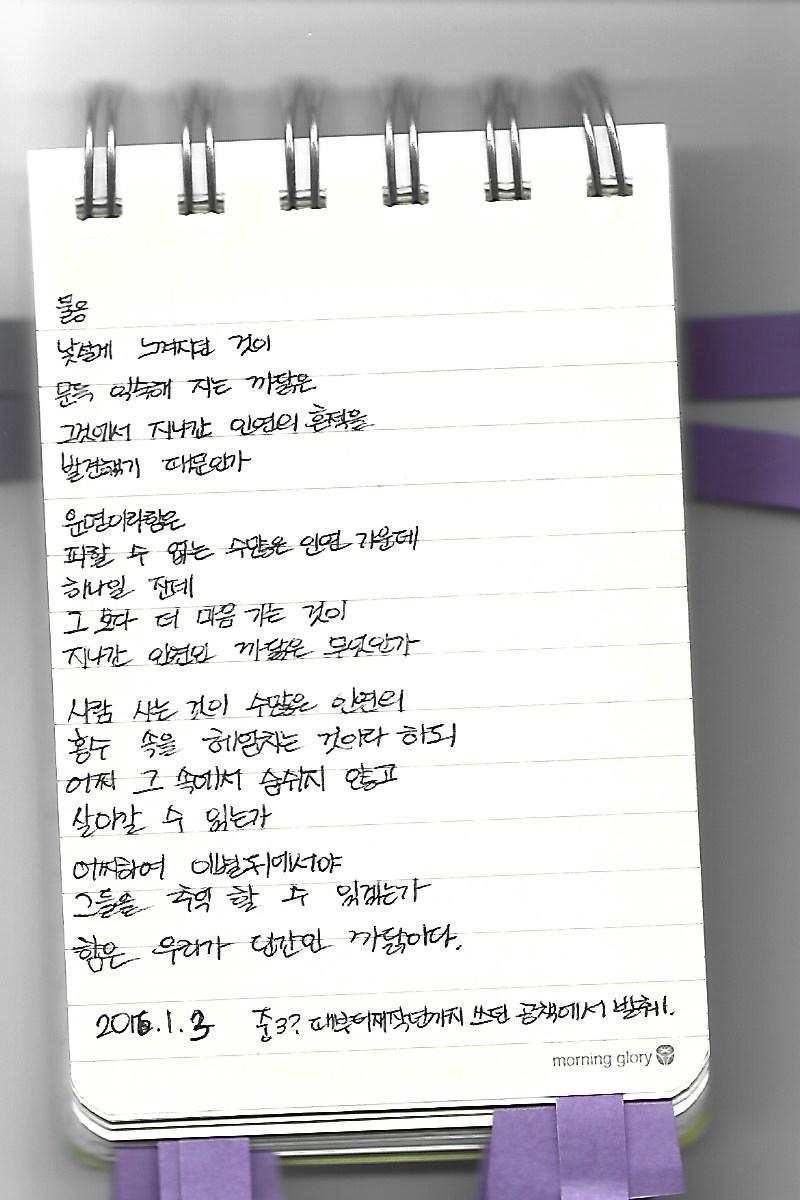 물음
낯설게 느껴지던 것이
문득 익숙해 지는 까닭은
그것에서 지나간 인연의 흔적을
발견했기 때문인가
운명이라함은
피할 수 없는 수많은 인연 가운데
하나일 진데
그 보다 더 마음 가는 것이
지나간 인연인 까닭은 무엇인가
사람 사는 것이 수많은 인연의
홍수 속을 헤엄치는 것이라 하되
어찌 그 속에서 숨쉬지 않고
살아갈 수 있는가
어찌하여 이별뒤에서야
그들을 추억 할 수 있겠는가
함은 우리가 인간인 까닭이다.
2016.1.3 중3? 때부터재작년까지 쓰던 공책에서 발췌.
morning glory